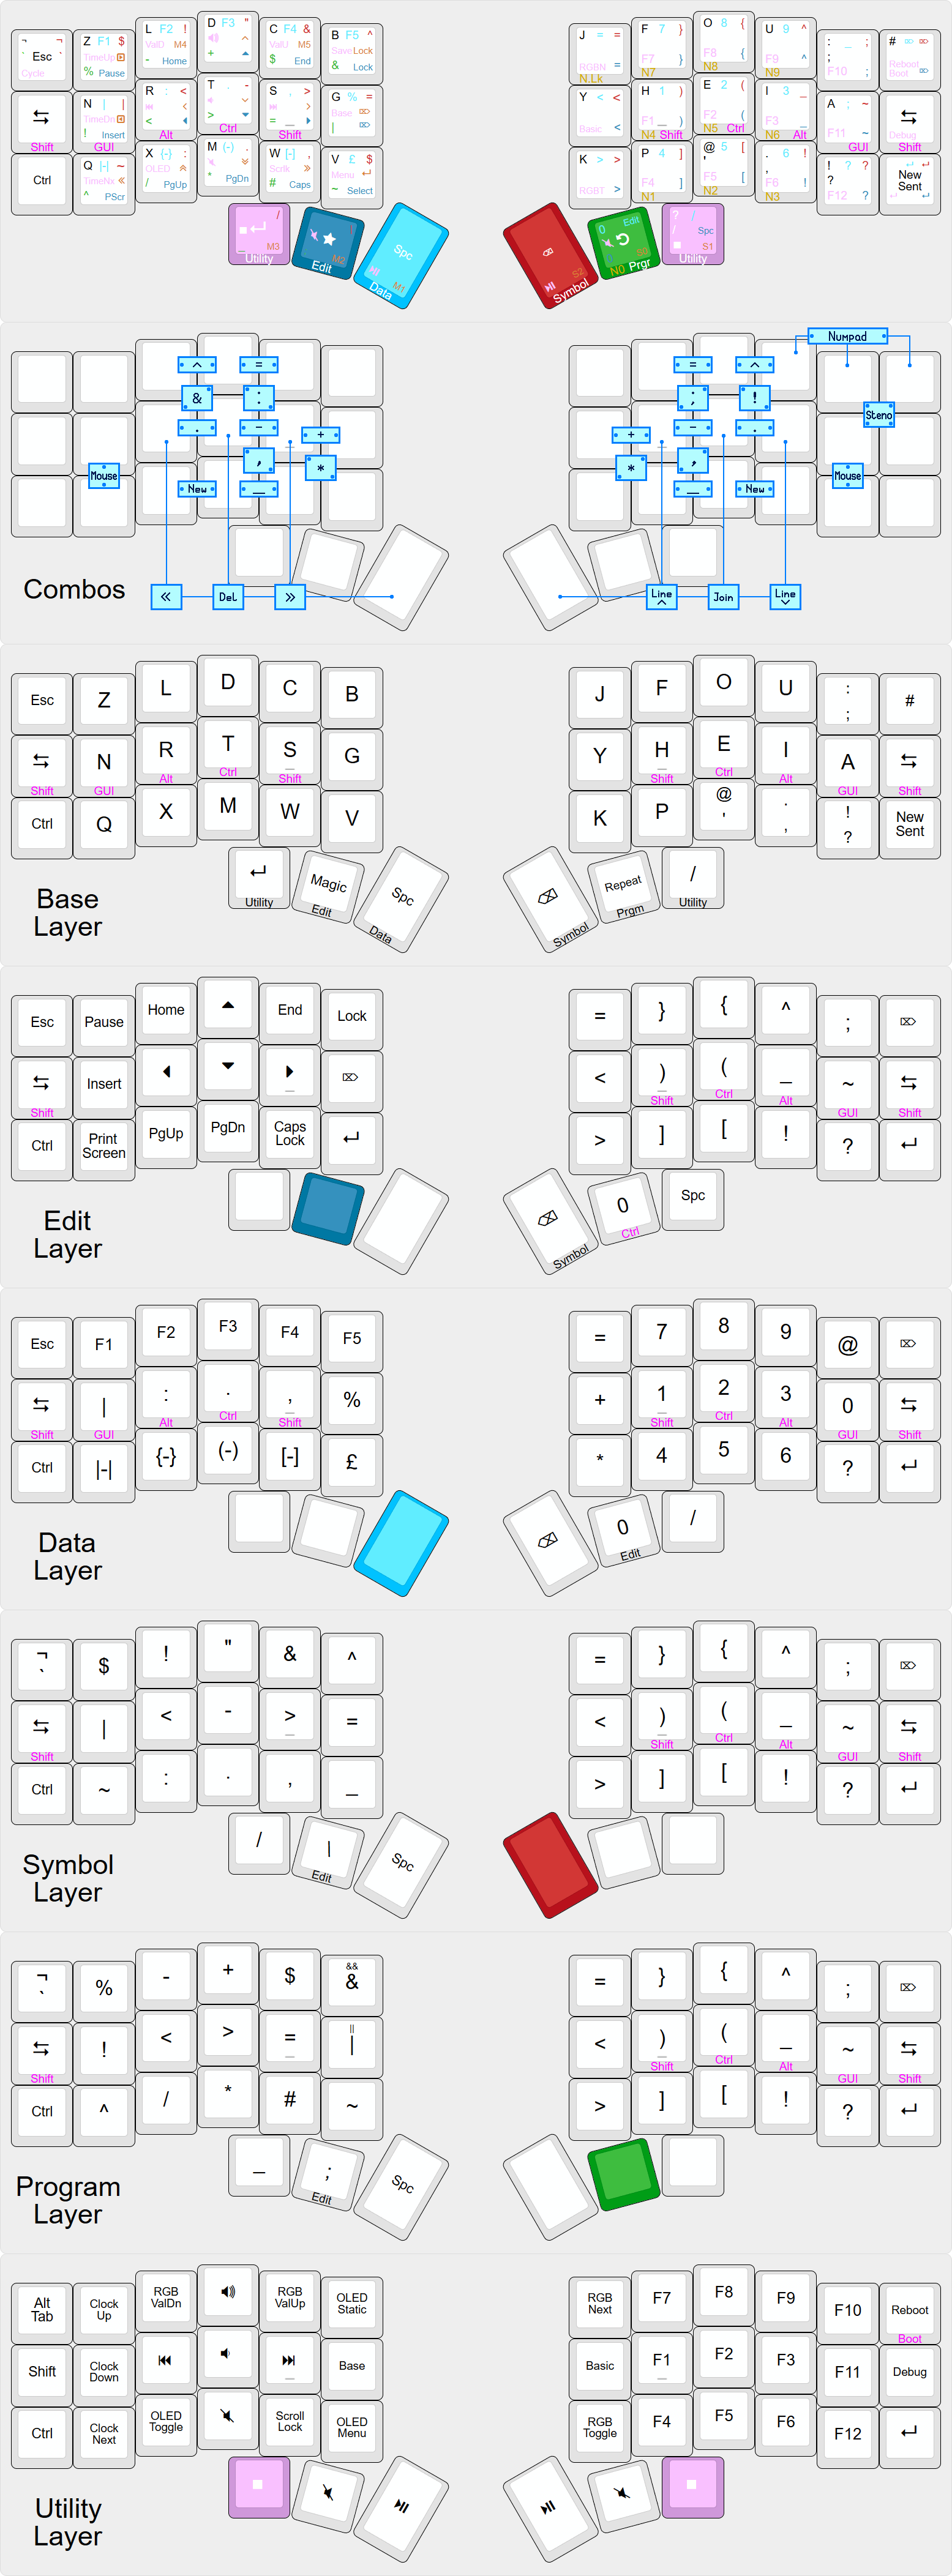 ¬ Esc ¬ ` ' Cycle
Z F1 $ TimeUp % Pause
L F2 ! ValD M4 - Home
D F3 " ^ +
C F4 & ValU M5 $ End
B F5 ^ Save Lock & Lock
J = = RGBN = N.Lk
F 7 } F7 } N7
O 8 { F8 { N8
U 9 ^ F9 ^ N9
: _ ; ; F10 ;
# Reboot Boot
Shift
N | | TimeDn ! Insert GUI
R : < < Alt
T . - > Ctrl
S , > = _ Shift
G % = Base |
Y < < Basic <
H 1 ) F1 _ ) N4 Shift
E 2 ( F2 ( N5 Ctrl
I 3 _ F3 _ N6 Alt
A ; ~ F11 ~ GUI
Debug Shift
Ctrl
Q |-| ~ TimeNx ^ PScr
X {-} : OLED / PgUp
M (-) . * PgDn
W [-] , Scrlk # Caps
V £ $ Menu ~ Select
K > > RGBT >
P 4 ] F4 ] N1
@ 5 [ ' F5 [ N2
. 6 ! , F6 ! N3
! ? ? ? F12 ?
New Sent
/ _ M3 Utility
M2 Edit
Spc M1 Data
S2 Symbol
0 Edit 0 N0 Prgr
? / / Spc S1 Utility
Numpad
^ = = ^
& : ; !
Steno
. - + + - .
, * * ,
Mouse Mouse
New _ _ New
Combos
« Del » Line ^ Join Line v
Esc Z L D C B J F O U : ; #
Shift N GUI R Alt T Ctrl S _ Shift G Y H _ Shift E Ctrl I Alt A GUI Shift
Ctrl Q X M W V K P @ ' . , ! ? New Sent
Utility Magic Edit Spc Data Symbol Repeat Prgm / Utility
Base
Layer
Esc Pause Home End Lock = } { ^ ;
Shift Insert _ < ) _ Shift ( Ctrl _ Alt ~ GUI Shift
Ctrl Print Screen PgUp PgDn Caps Lock > ] [ ! ?
Symbol 0 Ctrl Spc
Edit
Layer
Esc F1 F2 F3 F4 F5 = 7 8 9 @
Shift | GUI : Alt . Ctrl , _ Shift % + 1 _ Shift 2 Ctrl 3 Alt 0 GUI Shift
Ctrl |-| {-} (-) [-] £ * 4 5 6 ?
0 Edit /
Data
Layer
¬ ` $ ! " & ^ = } { ^ ;
Shift | < - > _ = < ) _ Shift ( Ctrl _ Alt ~ GUI Shift
Ctrl ~ : . , _ > ] [ ! ?
/ | Edit Spc
Symbol
Layer
¬ ` % - + $ && & = } { ^ ;
Shift ! < > = _ || | < ) _ Shift ( Ctrl _ Alt ~ GUI Shift
Ctrl ^ / * # ~ > ] [ ! ?
_ ; Edit Spc
Program
Layer
Alt Tab Clock Up RGB ValDn RGB ValUp OLED Static RGB Next F7 F8 F9 F10 Reboot Boot
Shift Clock Down _ Base Basic F1 _ F2 F3 F11 Debug
Ctrl Clock Next OLED Toggle Scroll Lock OLED Menu RGB Toggle F4 F5 F6 F12
Utility
Layer